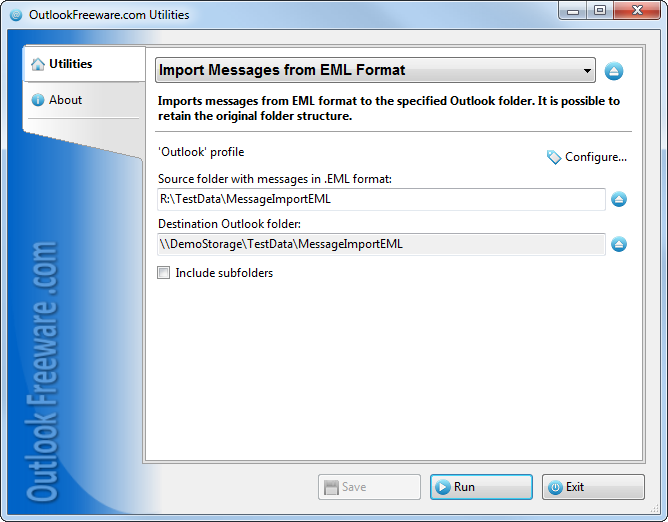 OutlookFreeware.com Utilities
Utilities
About
Import Messages from EML Format
Imports messages from EML format to the specified Outlook folder. It is possible to
retain the original folder structure.
'Outlook' profile
Configure...
Source folder with messages in .EML format:
R:\TestData\MessageImportEML
Destination Outlook folder:
\\DemoStorage\TestData\MessageImportEML
Include subfolders
Outlook Freeware .com
Save
Run
Exit